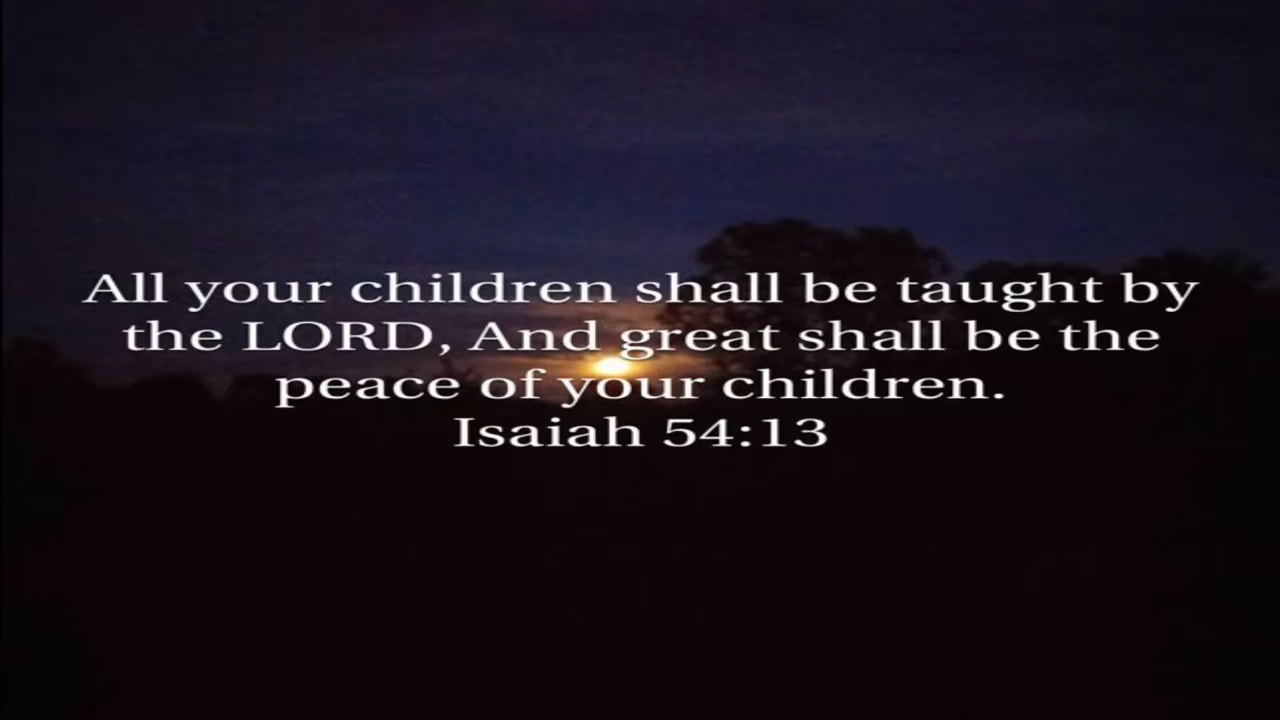 All your children shall be taught by
the LORD, And great shall be the
peace of your children.
Isaiah 54:13